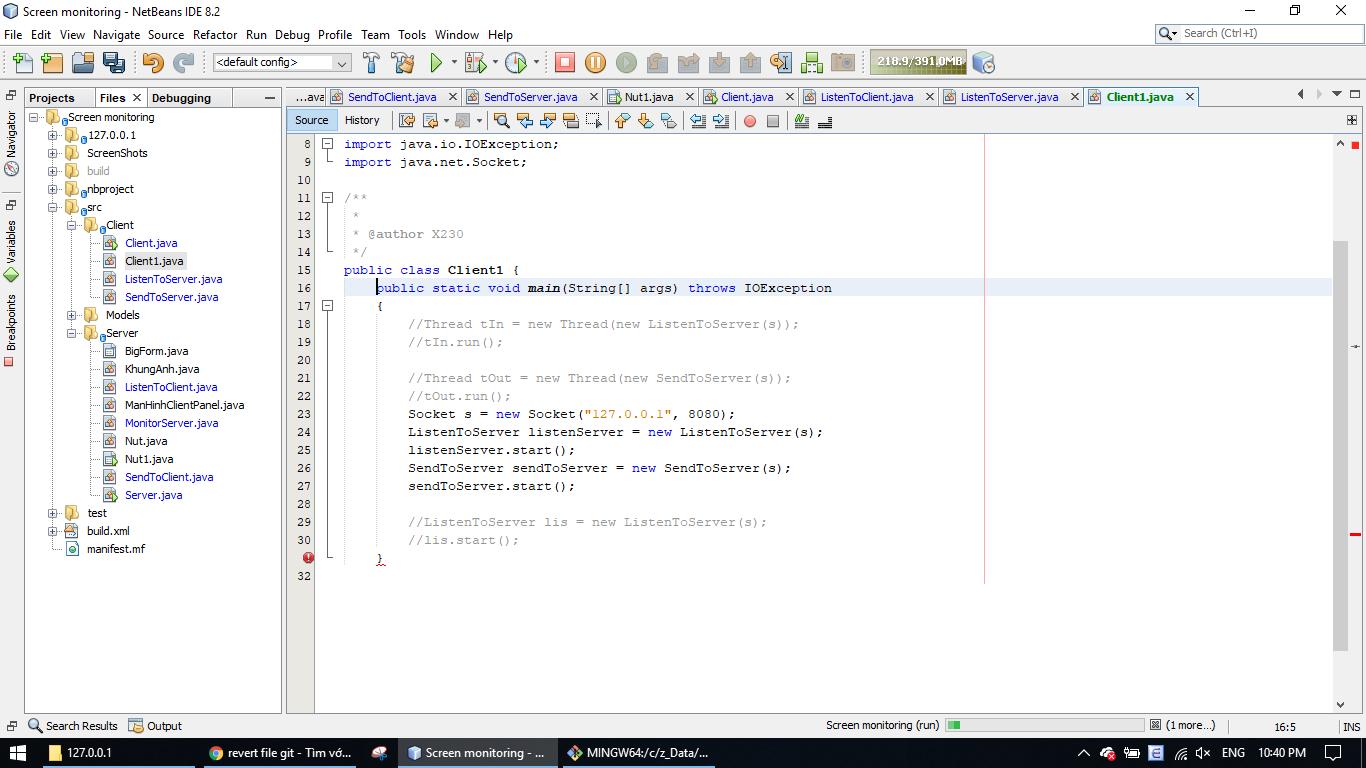 Screen monitoring - NetBeans IDE 8.2
File Edit View Navigate Source Refactor Run Debug Profile Team Tools Window Help
Search (Ctrl+I)
<default config>
218.9/391.0MB
Projects Files Debugging
...ava SendToClient.java SendToServer.java Nut1.java Client.java ListenToClient.java ListenToServer.java Client1.java
Source History
Navigator
Variables
Breakpoints
Screen monitoring
127.0.0.1
ScreenShots
build
nbproject
src
Client
Client.java
Client1.java
ListenToServer.java
SendToServer.java
Models
Server
BigForm.java
KhungAnh.java
ListenToClient.java
ManHinhClientPanel.java
MonitorServer.java
Nut.java
Nut1.java
SendToClient.java
Server.java
test
build.xml
manifest.mf
8 import java.io.IOException;
9 import java.net.Socket;
10
11 /**
12 *
13 * @author X230
14 */
15 public class Client1 {
16 public static void main(String[] args) throws IOException
17 {
18 //Thread tIn = new Thread(new ListenToServer(s));
19 //tIn.run();
20
21 //Thread tOut = new Thread(new SendToServer(s));
22 //tOut.run();
23 Socket s = new Socket("127.0.0.1", 8080);
24 ListenToServer listenServer = new ListenToServer(s);
25 listenServer.start();
26 SendToServer sendToServer = new SendToServer(s);
27 sendToServer.start();
28
29 //ListenToServer lis = new ListenToServer(s);
30 //lis.start();
}
32
Search Results Output
Screen monitoring (run) (1 more...) 16:5 INS
127.0.0.1 revert file git - Tìm vớ... Screen monitoring - ... MINGW64:/c/z_Data/... ENG 10:40 PM